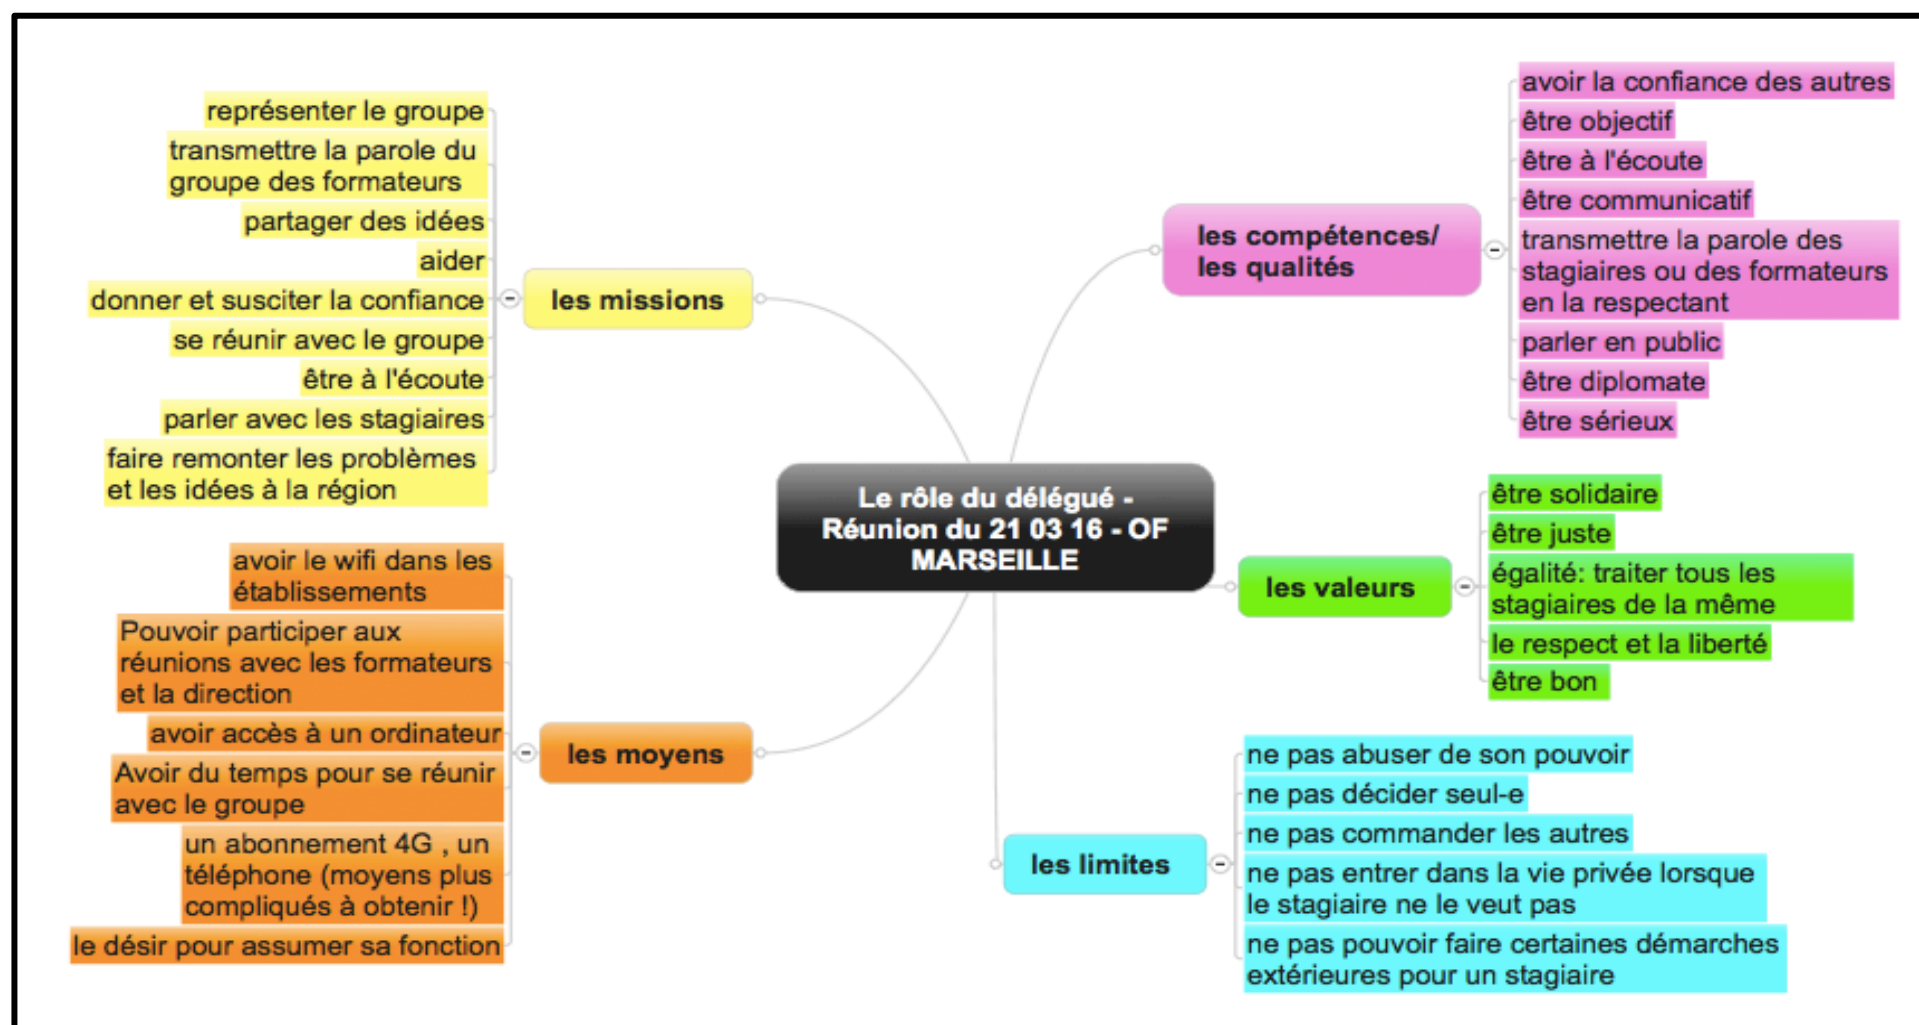 représenter le groupe
transmettre la parole du
groupe des formateurs
partager des idées
aider
donner et susciter la confiance
se réunir avec le groupe
être à l'écoute
parler avec les stagiaires
faire remonter les problèmes
et les idées à la région
les missions
avoir le wifi dans les
établissements
Pouvoir participer aux
réunions avec les formateurs
et la direction
avoir accès à un ordinateur
Avoir du temps pour se réunir
avec le groupe
un abonnement 4G , un
téléphone (moyens plus
compliqués à obtenir !)
le désir pour assumer sa fonction
les moyens
Le rôle du délégué -
Réunion du 21 03 16 - OF
MARSEILLE
les compétences/
les qualités
avoir la confiance des autres
être objectif
être à l'écoute
être communicatif
transmettre la parole des
stagiaires ou des formateurs
en la respectant
parler en public
être diplomate
être sérieux
les valeurs
être solidaire
être juste
égalité: traiter tous les
stagiaires de la même
le respect et la liberté
être bon
les limites
ne pas abuser de son pouvoir
ne pas décider seul-e
ne pas commander les autres
ne pas entrer dans la vie privée lorsque
le stagiaire ne le veut pas
ne pas pouvoir faire certaines démarches
extérieures pour un stagiaire